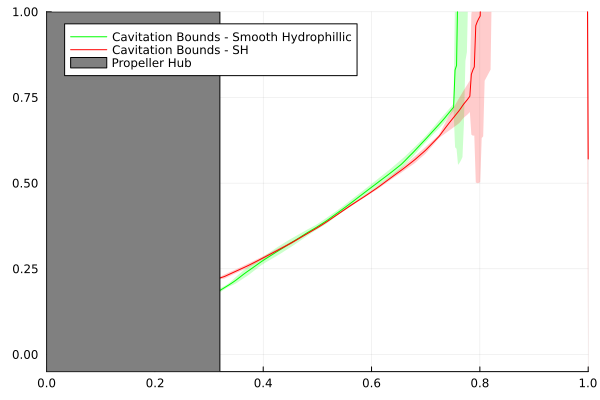 1.00
Cavitation Bounds - Smooth Hydrophillic
Cavitation Bounds - SH
Propeller Hub
0.75
0.50
0.25
0.00
0.0 0.2 0.4 0.6 0.8 1.0